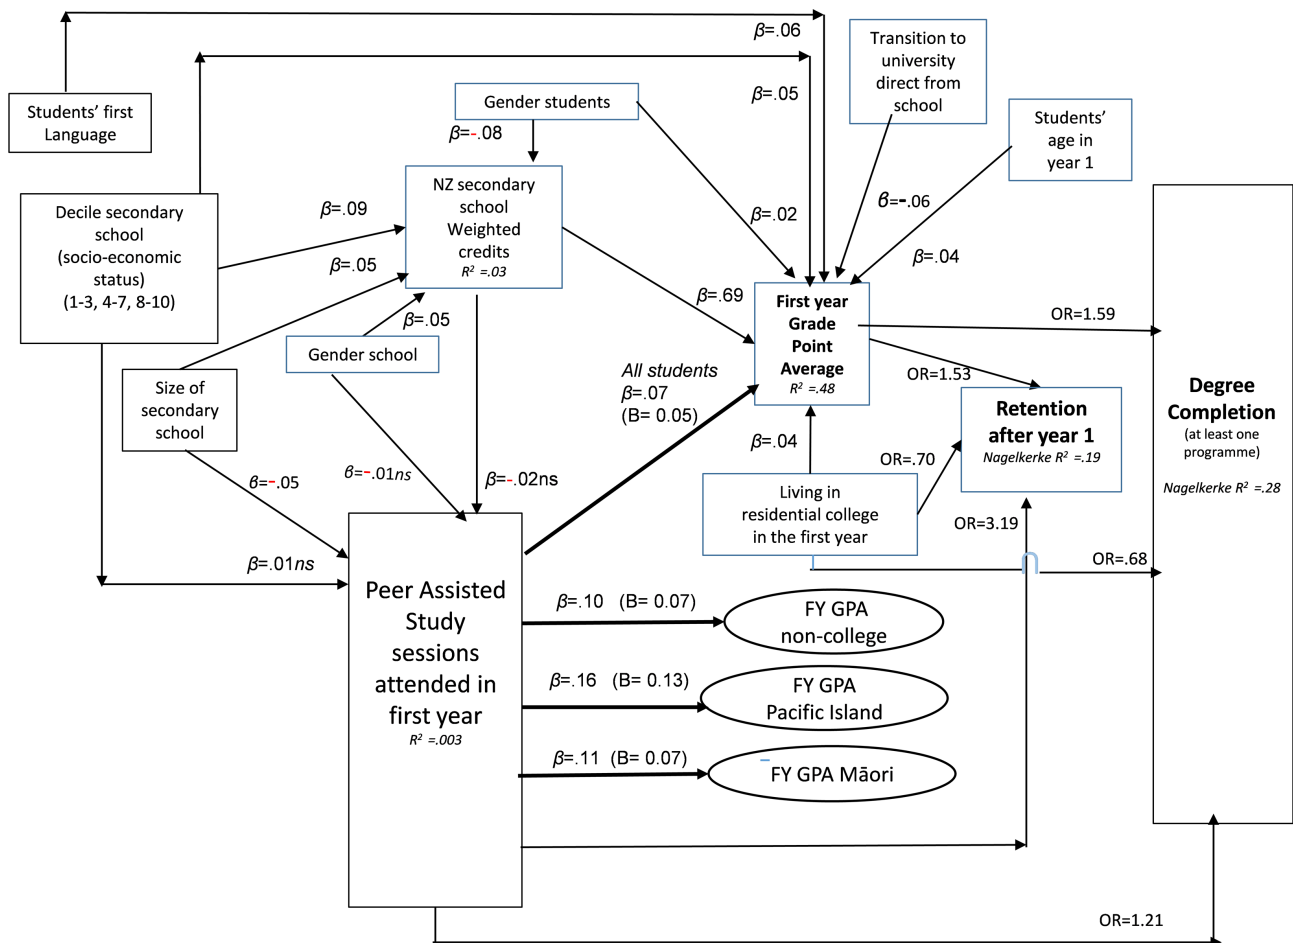 β=.06
Transition to
university
direct from
school
Students' first
Language
Gender students
β=.05
Students'
age in
year 1
β=-.08
NZ secondary
school
Weighted
credits
R² =.03
Decile secondary
school
(socio-economic
status)
(1-3, 4-7, 8-10)
β=.09
β=.02
β=-.06
β=.05
β=.04
β=.69
First year
Grade
Point
Average
R² =.48
OR=1.59
β=.05
Gender school
Size of
secondary
school
All students
β=.07
(B= 0.05)
OR=1.53
Degree
Completion
(at least one
programme)
Nagelkerke R² =.28
Retention
after year 1
Nagelkerke R² =.19
β=.04
OR=.70
β=-.05
β=-.01ns
β=-.02ns
Living in
residential college
in the first year
OR=3.19
OR=.68
β=.01ns
Peer Assisted
Study
sessions
attended in
first year
R² =.003
β=.10 (B= 0.07)
FY GPA
non-college
β=.16 (B= 0.13)
FY GPA
Pacific Island
β=.11 (B= 0.07)
FY GPA Māori
OR=1.21